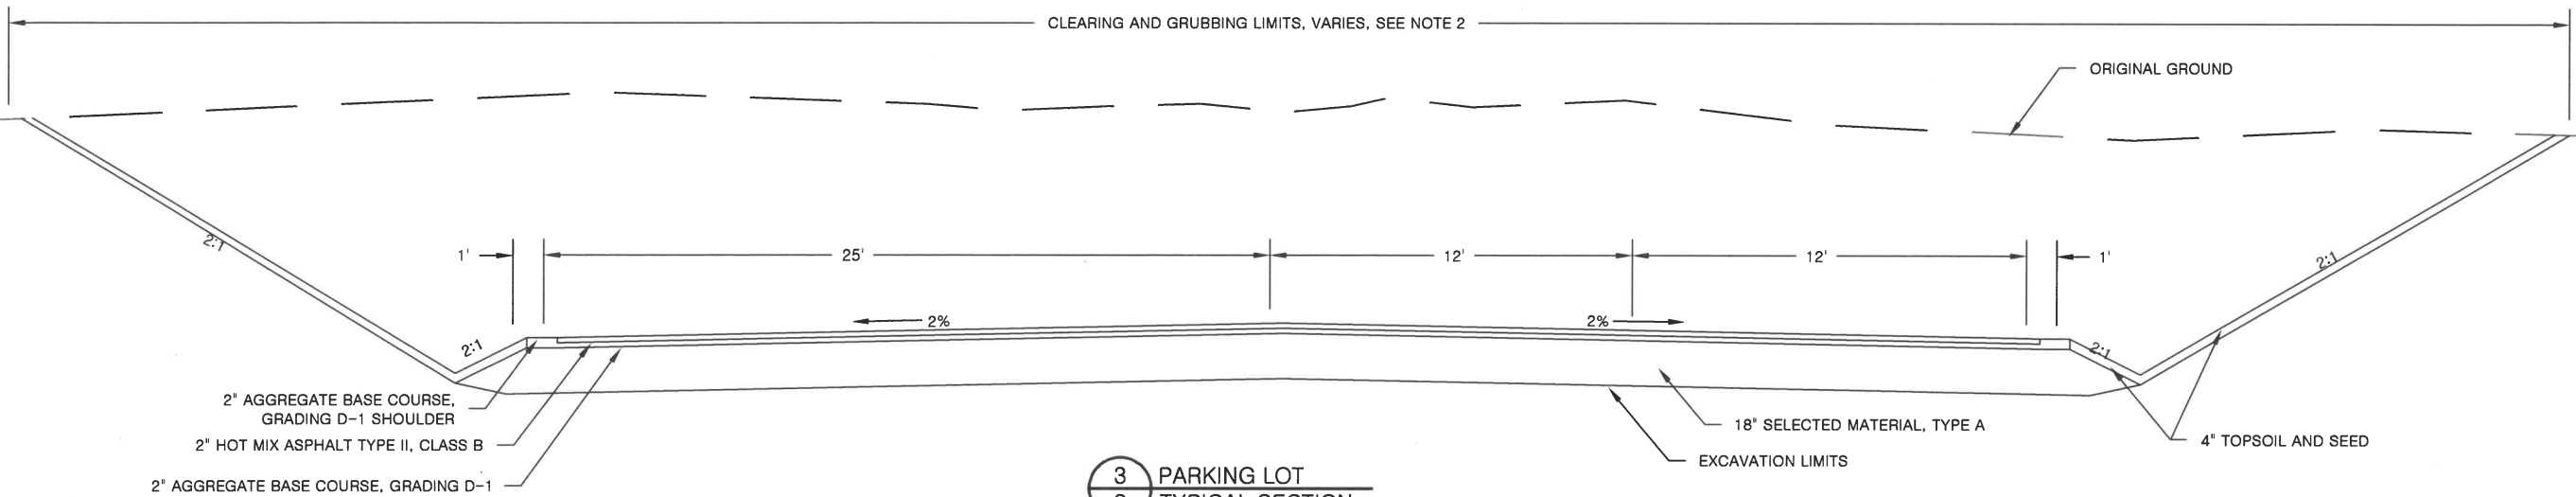 CLEARING AND GRUBBING LIMITS, VARIES, SEE NOTE 2
ORIGINAL GROUND
2:1
1'
25'
12'
12'
1'
2:1
2%
2%
2:1
2:1
2" AGGREGATE BASE COURSE,
GRADING D-1 SHOULDER
2" HOT MIX ASPHALT TYPE II, CLASS B
2" AGGREGATE BASE COURSE, GRADING D-1
18" SELECTED MATERIAL, TYPE A
EXCAVATION LIMITS
4" TOPSOIL AND SEED
3
PARKING LOT
TYPICAL SECTION